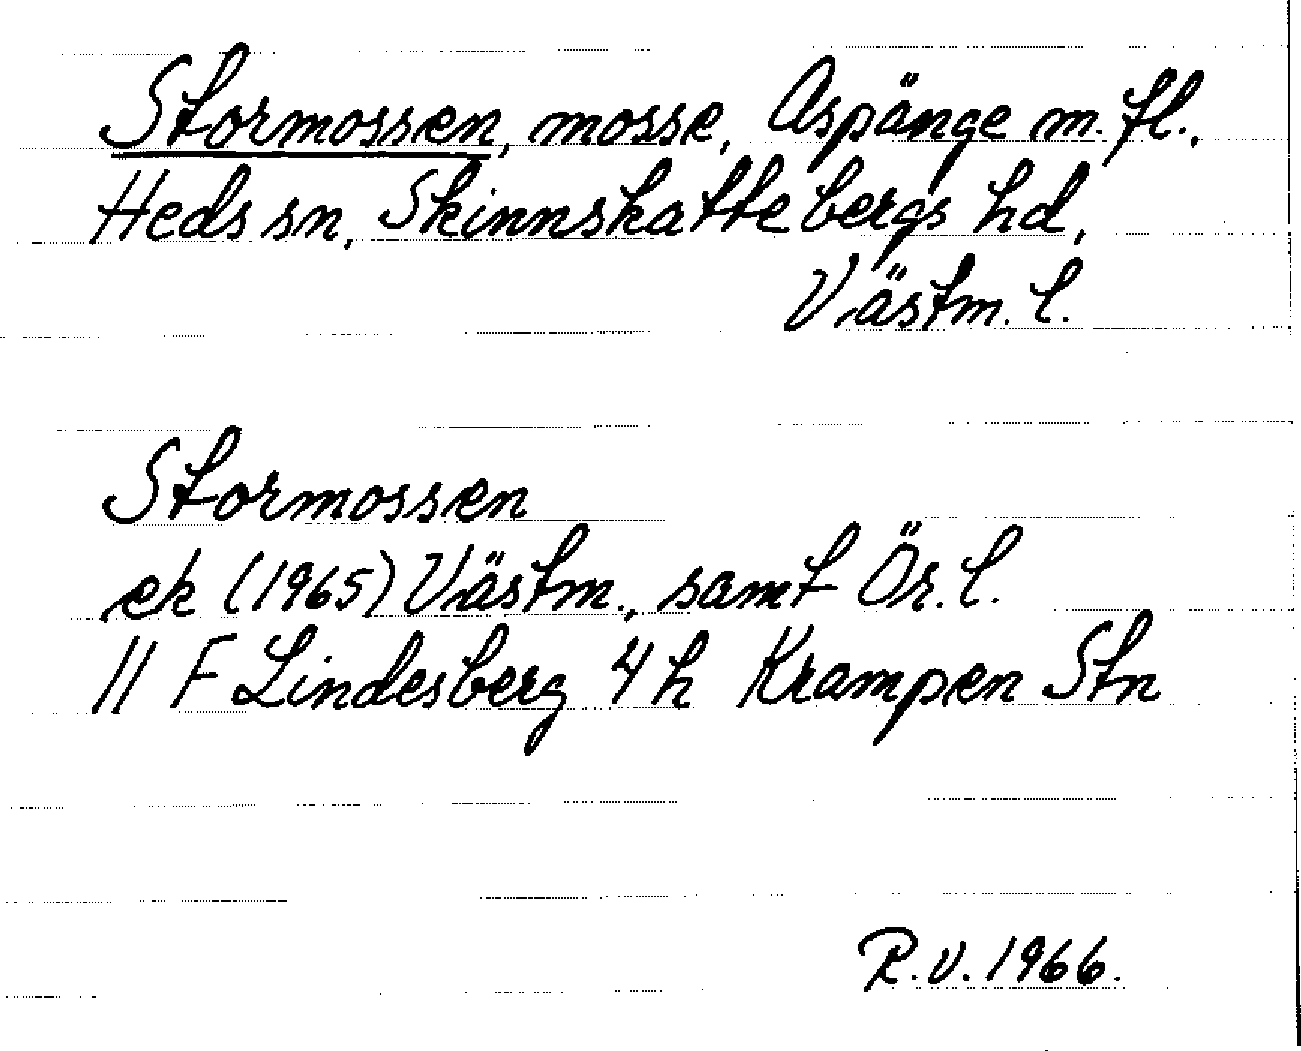 Stormossen, mosse, Aspänge m. fl.,
Heds sn, Skinnskattebergs hd,
Västm. l.
Stormossen
ek (1965) Västm., samt Ör. l.
11 F Lindesberg 4 h Krampen Stn
R.V. 1966.